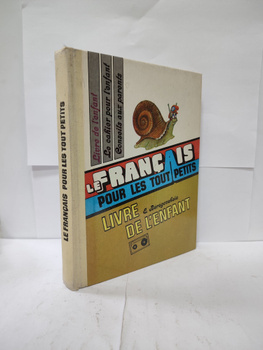 LE FRANÇAIS POUR LES TOUT PETITS
Livre de l'enfant
Le cahier pour l'enfant
Conseils aux parents
LE FRANÇAIS
POUR LES TOUT PETITS
LIVRE
DE L'ENFANT